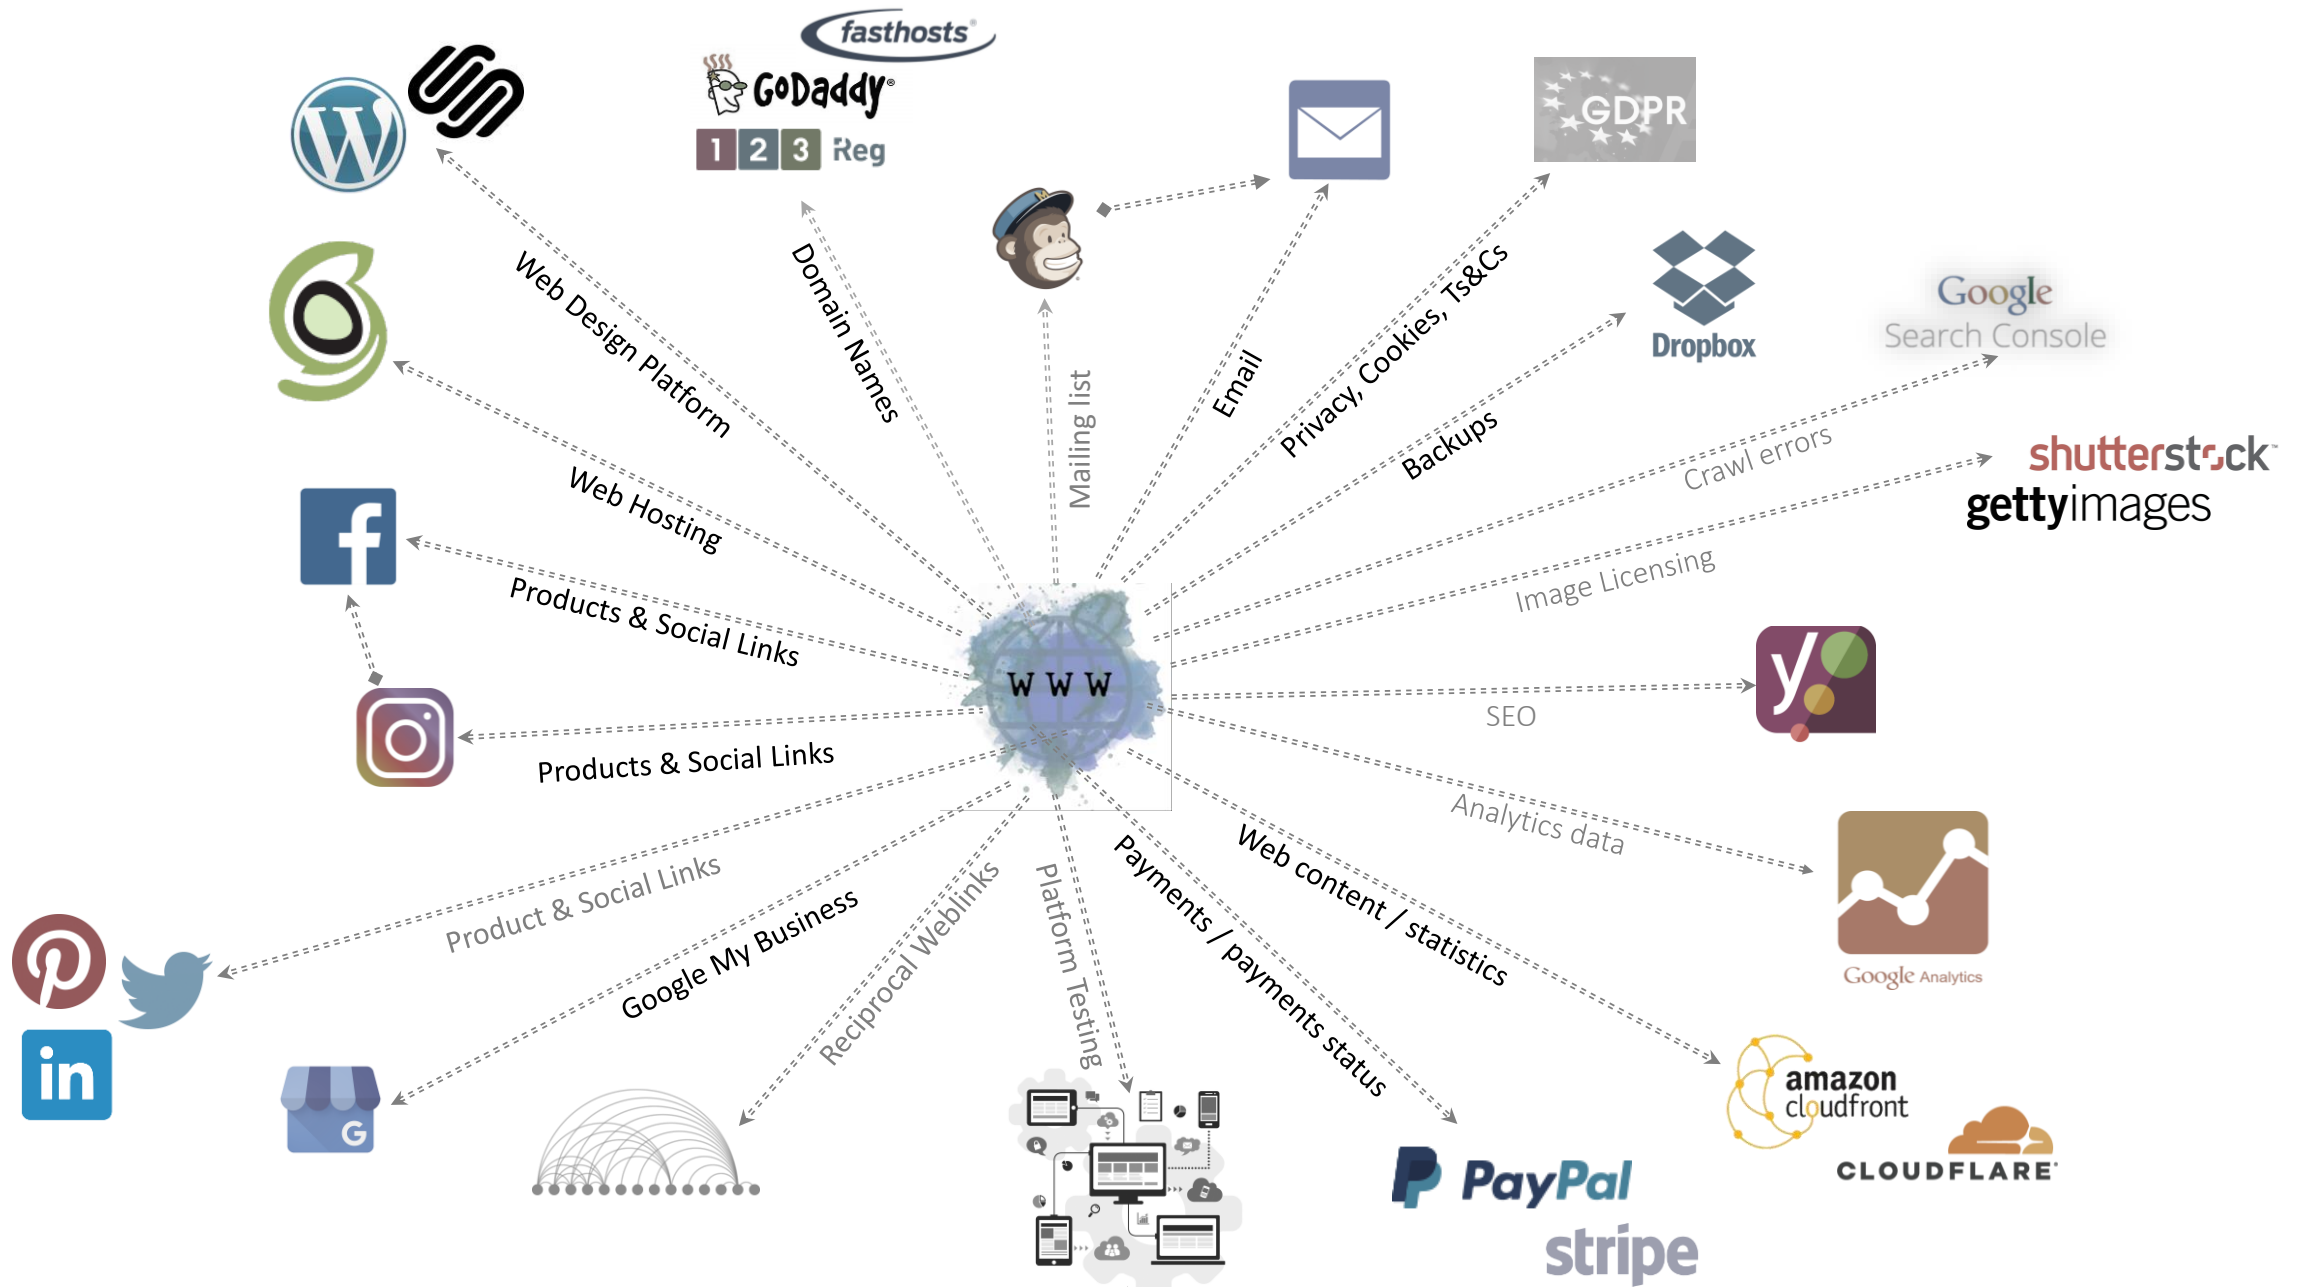 fasthosts®
GoDaddy®
1 2 3 Reg
GDPR
Dropbox
Google
Search Console
shutterstock™
gettyimages
Web Design Platform
Domain Names
Mailing list
Email
Privacy, Cookies, Ts&Cs
Backups
Crawl errors
Image Licensing
Web Hosting
Products & Social Links
W W W
SEO
Products & Social Links
Analytics data
Product & Social Links
Google My Business
Reciprocal Weblinks
Platform Testing
Payments / payments status
Web content / statistics
Google Analytics
in
G
amazon
cloudfront
CLOUDFLARE
PayPal
stripe